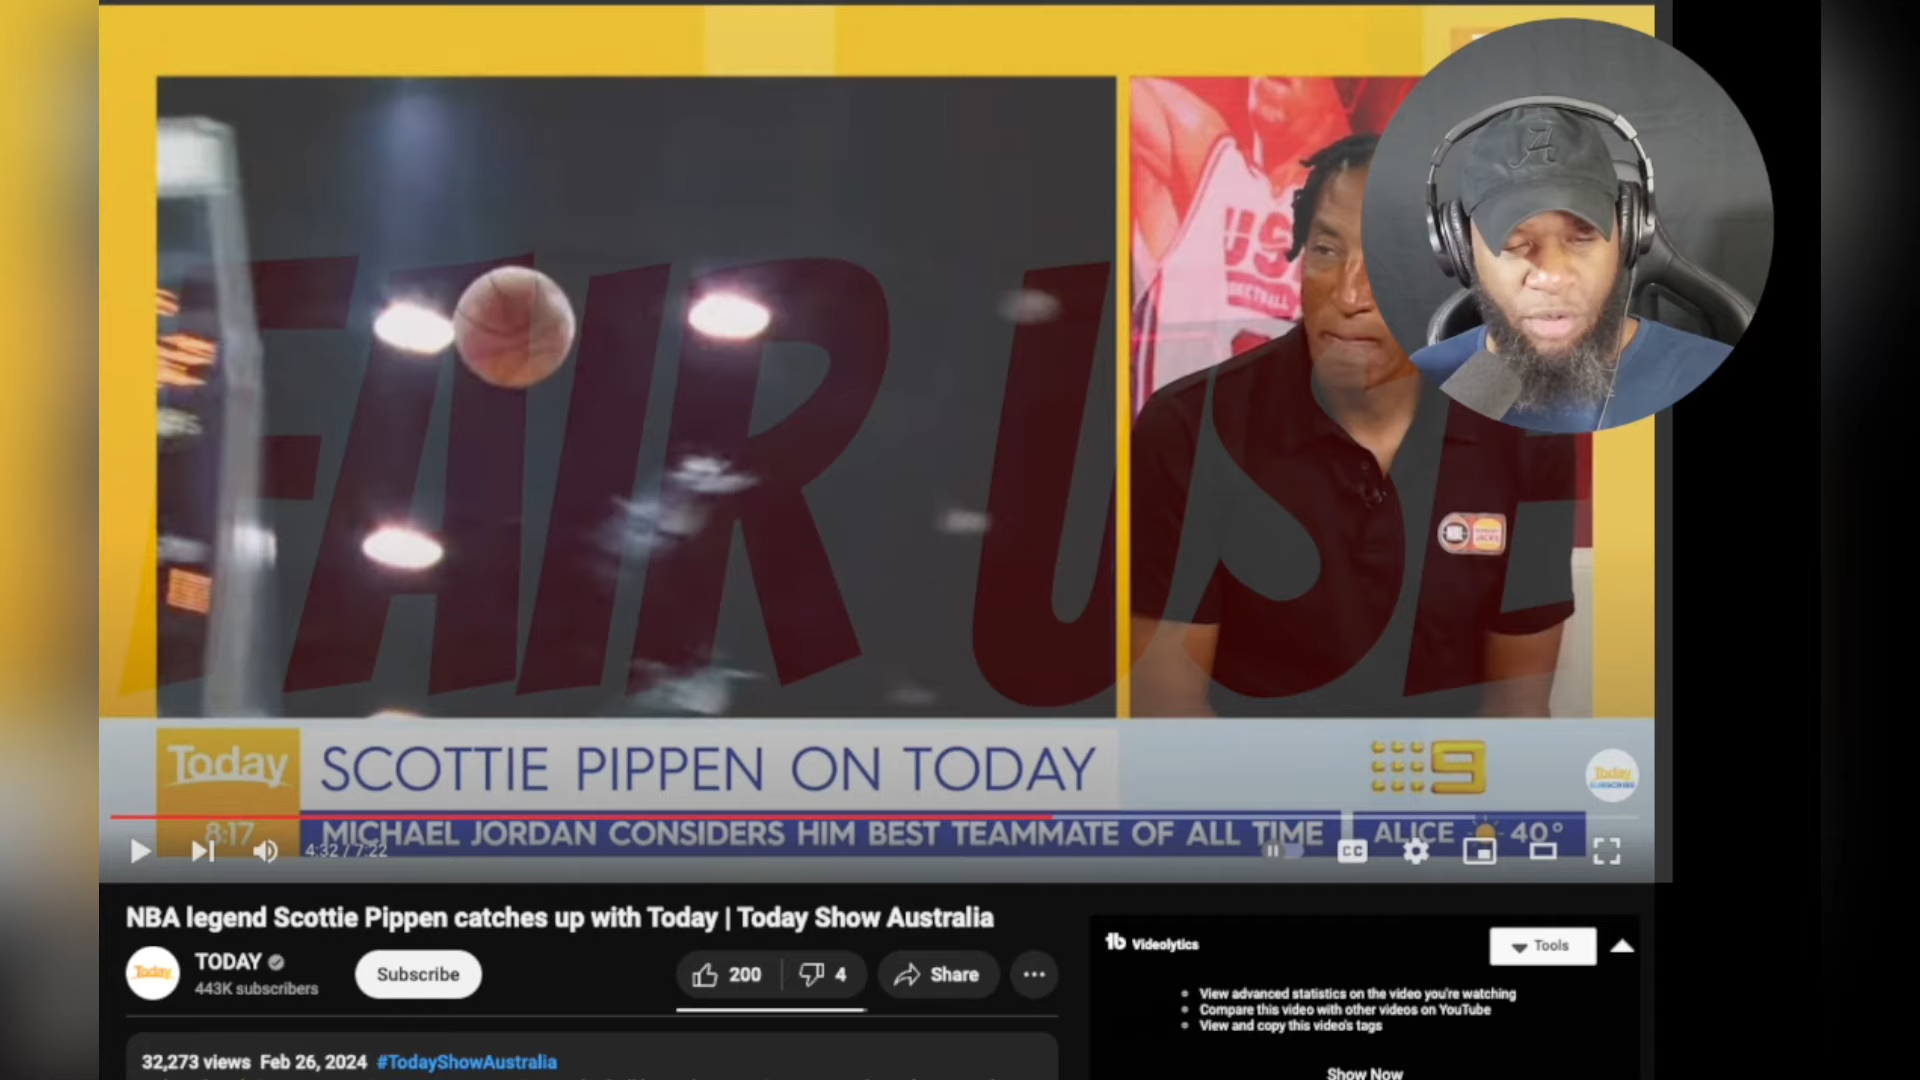 FAIR USE
US
Today
SCOTTIE PIPPEN ON TODAY
9
Today
8:17
MICHAEL JORDAN CONSIDERS HIM BEST TEAMMATE OF ALL TIME
ALICE 40°
4:32 / 7:22
CC
NBA legend Scottie Pippen catches up with Today | Today Show Australia
Today
TODAY
443K subscribers
Subscribe
200
4
Share
32,273 views Feb 26, 2024 #TodayShowAustralia
tb Videolytics
Tools
View advanced statistics on the video you're watching
Compare this video with other videos on YouTube
View and copy this video's tags
Show Now